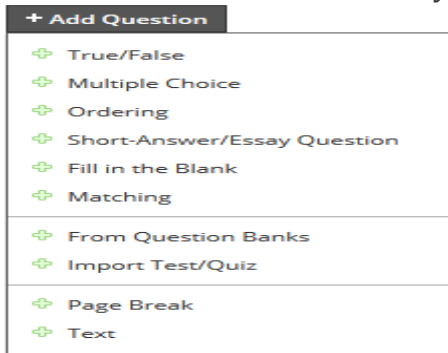 + Add Question
True/False
Multiple Choice
Ordering
Short-Answer/Essay Question
Fill in the Blank
Matching
From Question Banks
Import Test/Quiz
Page Break
Text